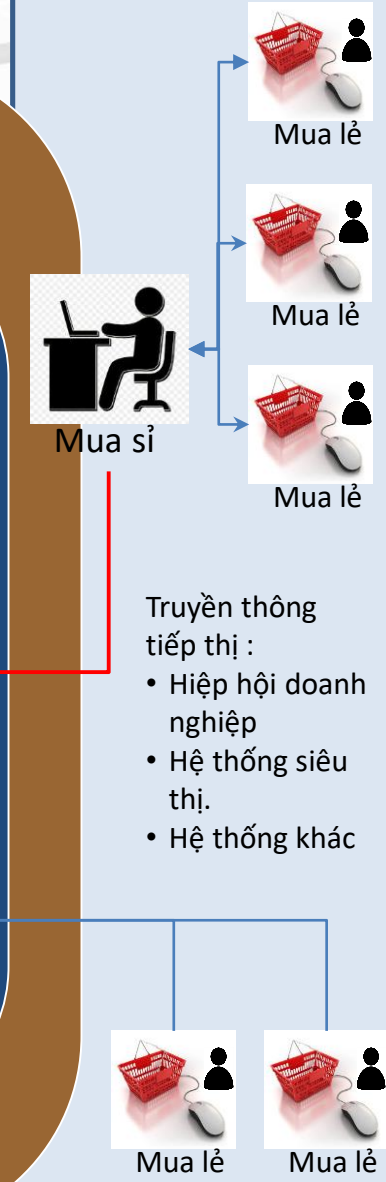 Mua lẻ
Mua lẻ
Mua sỉ
Mua lẻ
Truyền thông
tiếp thị :
• Hiệp hội doanh
nghiệp
• Hệ thống siêu
thị.
• Hệ thống khác
Mua lẻ
Mua lẻ